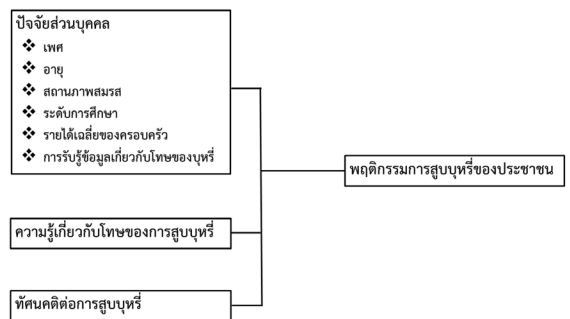 ปัจจัยส่วนบุคคล
❖ เพศ
❖ อายุ
❖ สถานภาพสมรส
❖ ระดับการศึกษา
❖ รายได้เฉลี่ยของครอบครัว
❖ การรับรู้ข้อมูลเกี่ยวกับโทษของบุหรี่
พฤติกรรมการสูบบุหรี่ของประชาชน
ความรู้เกี่ยวกับโทษของการสูบบุหรี่
ทัศนคติต่อการสูบบุหรี่